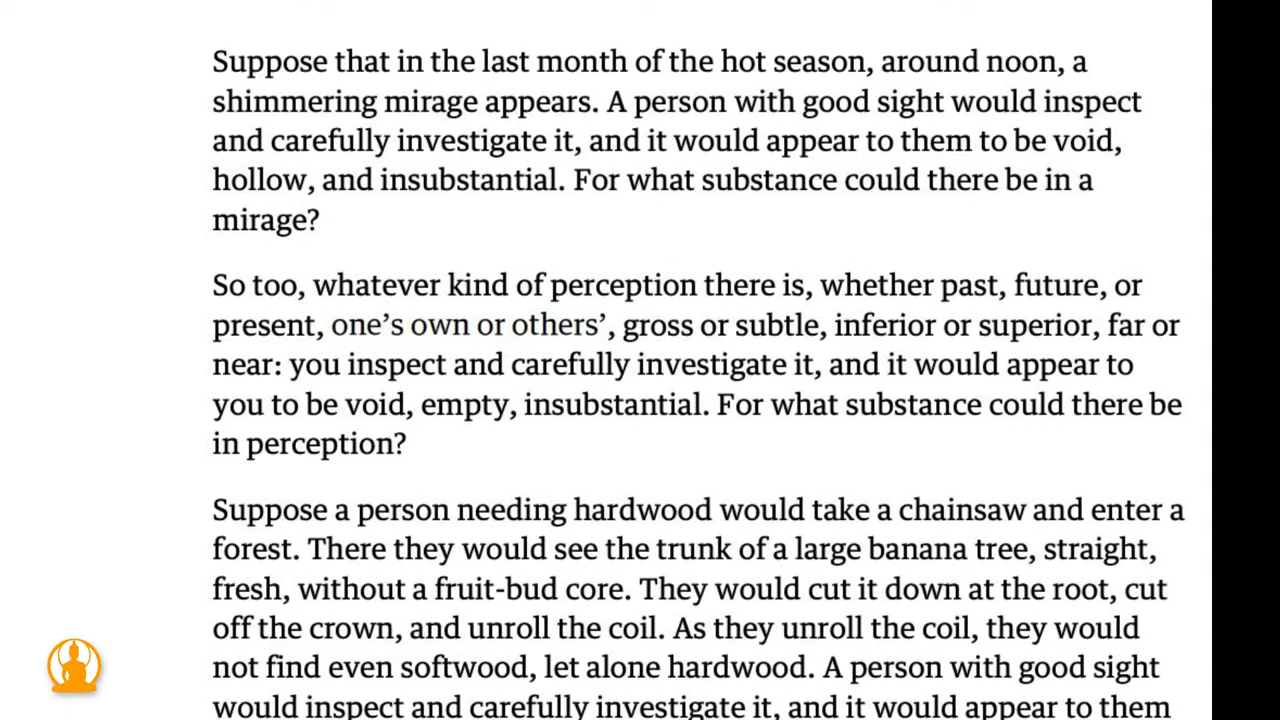 Suppose that in the last month of the hot season, around noon, a
shimmering mirage appears. A person with good sight would inspect
and carefully investigate it, and it would appear to them to be void,
hollow, and insubstantial. For what substance could there be in a
mirage?
So too, whatever kind of perception there is, whether past, future, or
present, one’s own or others’, gross or subtle, inferior or superior, far or
near: you inspect and carefully investigate it, and it would appear to
you to be void, empty, insubstantial. For what substance could there be
in perception?
Suppose a person needing hardwood would take a chainsaw and enter a
forest. There they would see the trunk of a large banana tree, straight,
fresh, without a fruit-bud core. They would cut it down at the root, cut
off the crown, and unroll the coil. As they unroll the coil, they would
not find even softwood, let alone hardwood. A person with good sight
would inspect and carefully investigate it, and it would appear to them